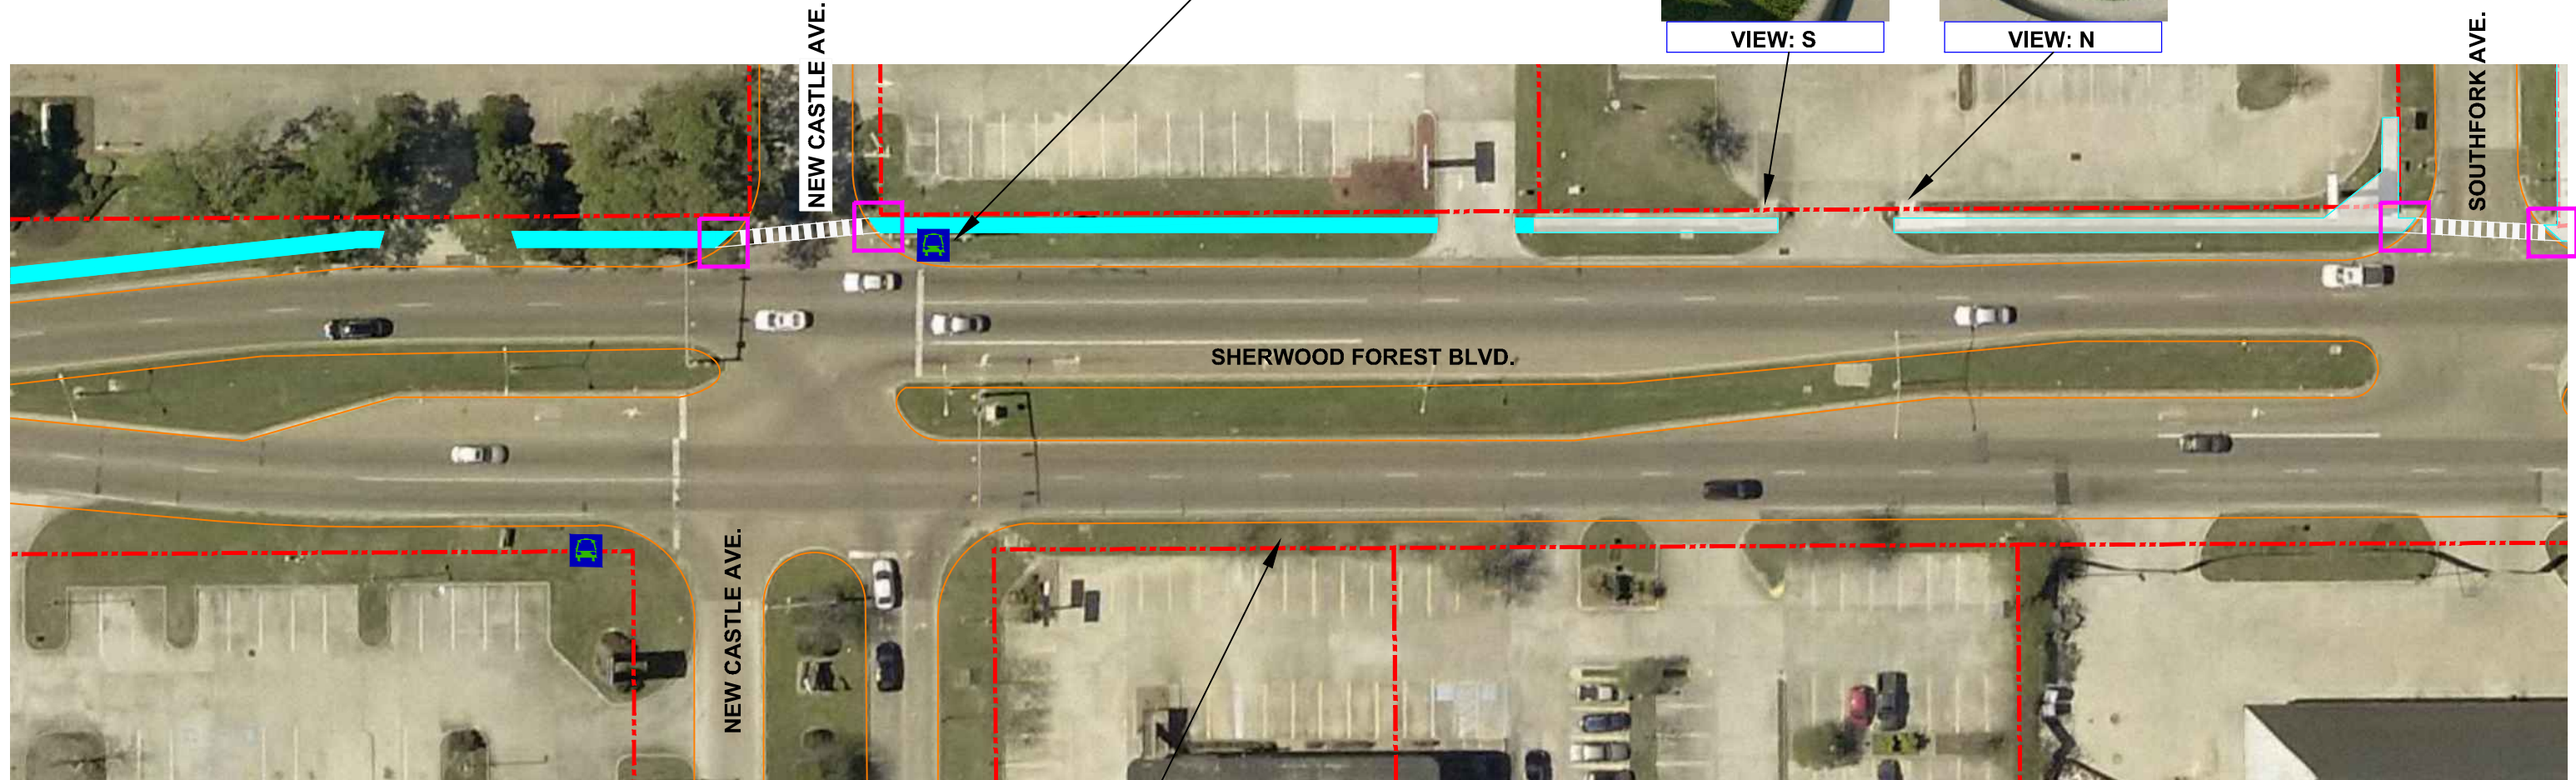 NEW CASTLE AVE.
VIEW: S
VIEW: N
SOUTHFORK AVE.
SHERWOOD FOREST BLVD.
NEW CASTLE AVE.